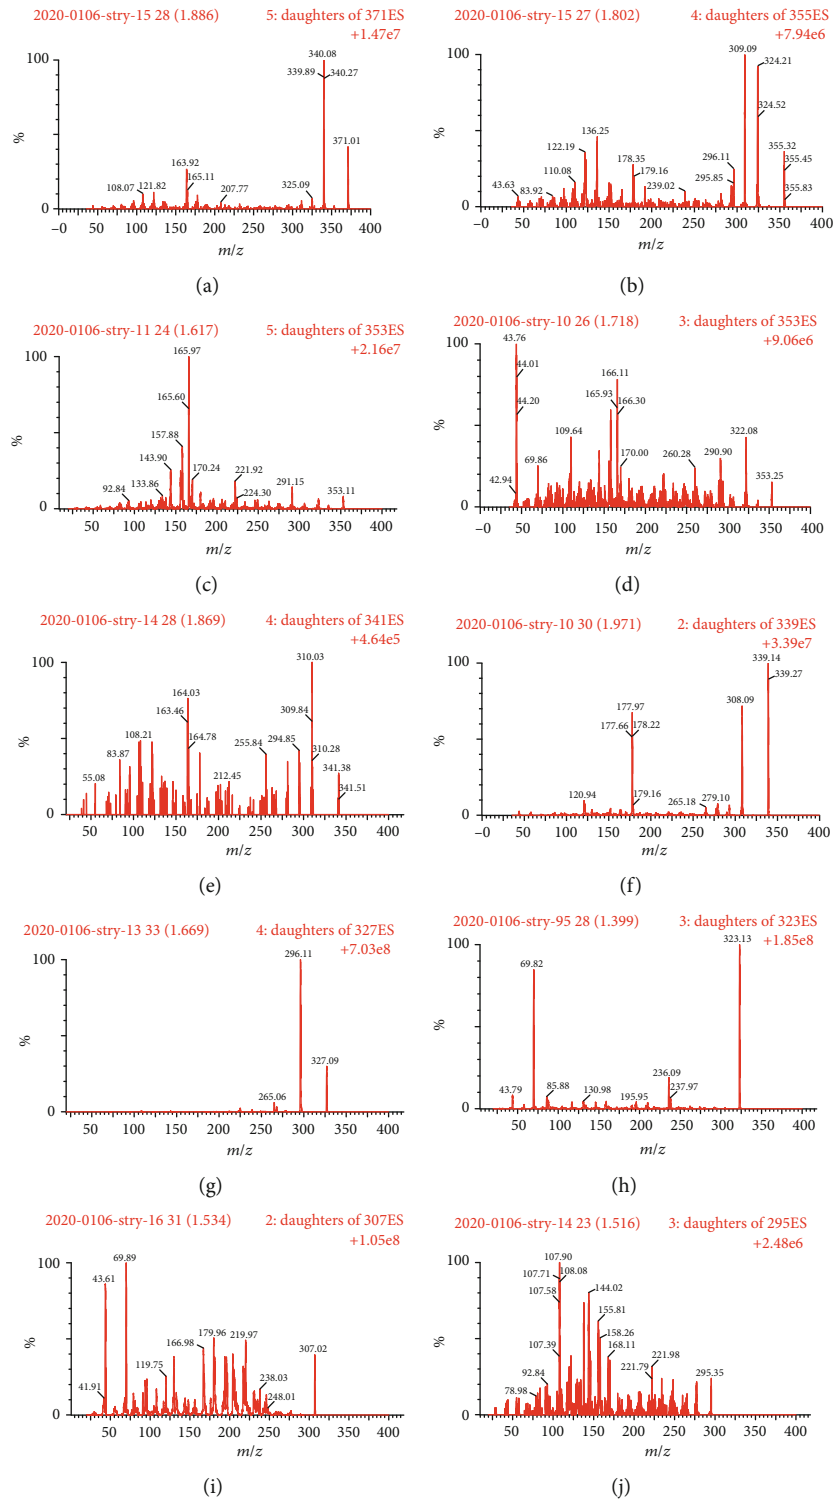 2020-0106-stry-15 28 (1.886) 5: daughters of 371ES
+1.47e7
100
340.08
339.89 340.27
371.01
%
163.92
165.11
108.07 121.82
207.77 325.09
0
–0 50 100 150 200 250 300 350 400
m/z
(a)
2020-0106-stry-15 27 (1.802) 4: daughters of 355ES
+7.94e6
100
309.09
324.21
324.52
%
136.25
122.19
178.35
179.16
296.11
355.32
355.45
110.08
295.85
43.63 83.92
239.02
355.83
0
–0 50 100 150 200 250 300 350 400
m/z
(b)
2020-0106-stry-11 24 (1.617) 5: daughters of 353ES
+2.16e7
100
165.97
165.60
%
157.88
143.90
170.24
133.86
221.92
92.84
224.30
291.15
353.11
0
50 100 150 200 250 300 350 400
m/z
(c)
2020-0106-stry-10 26 (1.718) 3: daughters of 353ES
+9.06e6
100
43.76
44.01
44.20
166.11
165.93 166.30
%
109.64
322.08
69.86
170.00 260.28 290.90
42.94
353.25
0
–0 50 100 150 200 250 300 350 400
m/z
(d)
2020-0106-stry-14 28 (1.869) 4: daughters of 341ES
+4.64e5
100
310.03
164.03
163.46
309.84
%
108.21
164.78
83.87
255.84 294.85
310.28
55.08
212.45
341.38
341.51
0
50 100 150 200 250 300 350 400
m/z
(e)
2020-0106-stry-10 30 (1.971) 2: daughters of 339ES
+3.39e7
100
339.14
339.27
177.97
308.09
177.66 178.22
%
120.94
179.16
265.18
279.10
0
–0 50 100 150 200 250 300 350 400
m/z
(f)
2020-0106-stry-13 33 (1.669) 4: daughters of 327ES
+7.03e8
100
296.11
%
327.09
265.06
0
50 100 150 200 250 300 350 400
m/z
(g)
2020-0106-stry-95 28 (1.399) 3: daughters of 323ES
+1.85e8
100
323.13
69.82
%
236.09
43.79 85.88 130.98
195.95
237.97
0
50 100 150 200 250 300 350 400
m/z
(h)
2020-0106-stry-16 31 (1.534) 2: daughters of 307ES
+1.05e8
100
69.89
43.61
%
166.98 179.96 219.97
307.02
119.75
41.91
238.03
248.01
0
50 100 150 200 250 300 350 400
m/z
(i)
2020-0106-stry-14 23 (1.516) 3: daughters of 295ES
+2.48e6
100
107.90
107.71 108.08
107.58
144.02
155.81
%
158.26
107.39
168.11
92.84
221.79 221.98
78.98
295.35
0
50 100 150 200 250 300 350 400
m/z
(j)